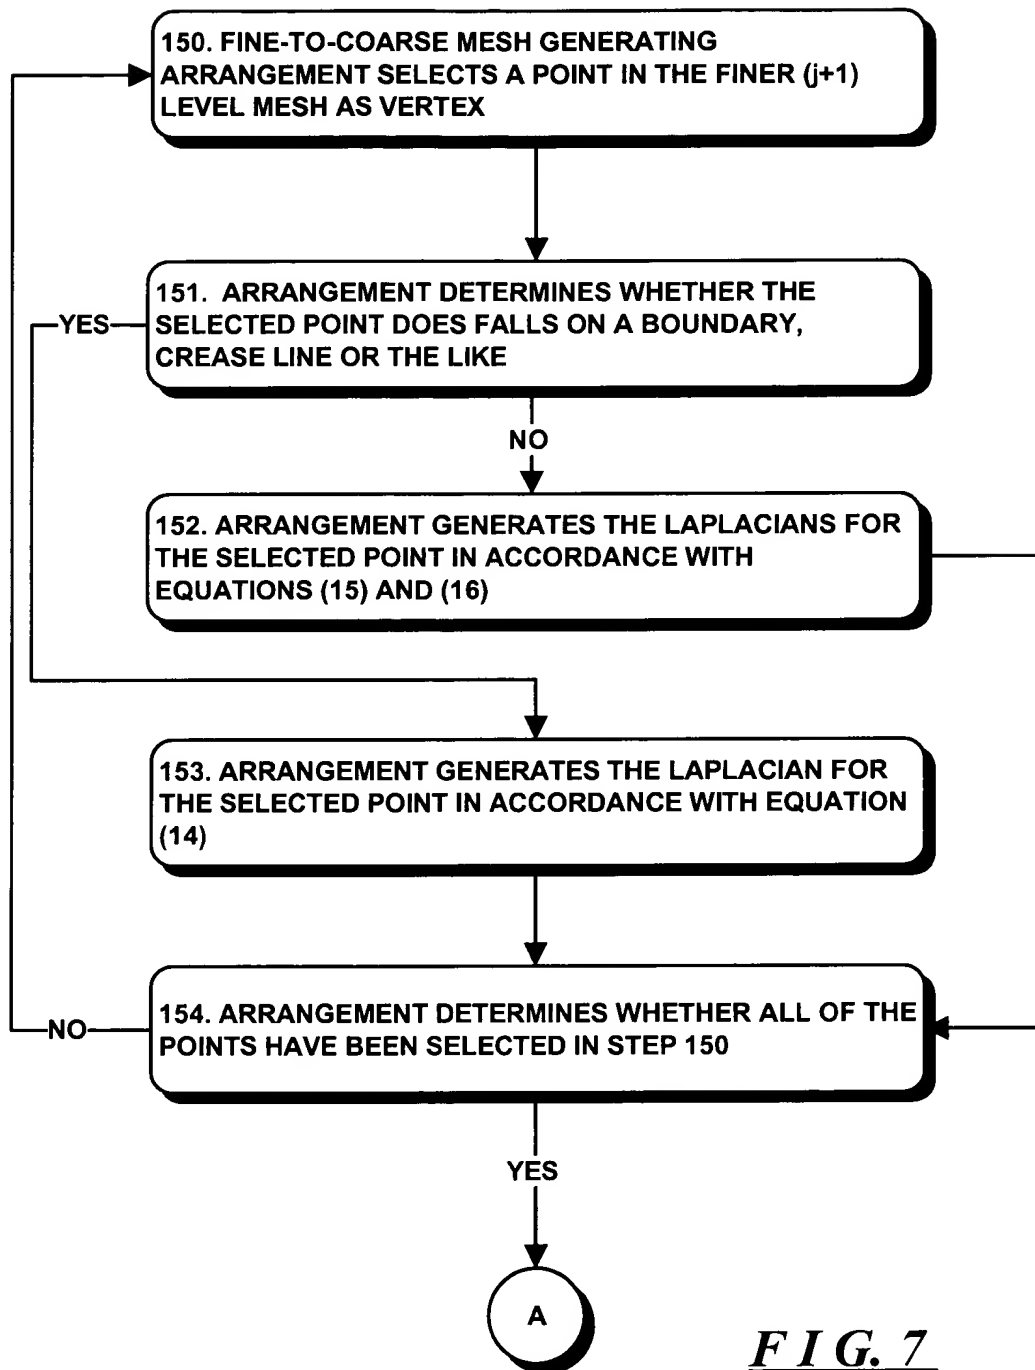 150. FINE-TO-COARSE MESH GENERATING
ARRANGEMENT SELECTS A POINT IN THE FINER (j+1)
LEVEL MESH AS VERTEX
151. ARRANGEMENT DETERMINES WHETHER THE
SELECTED POINT DOES FALLS ON A BOUNDARY,
CREASE LINE OR THE LIKE
YES
NO
152. ARRANGEMENT GENERATES THE LAPLACIANS FOR
THE SELECTED POINT IN ACCORDANCE WITH
EQUATIONS (15) AND (16)
153. ARRANGEMENT GENERATES THE LAPLACIAN FOR
THE SELECTED POINT IN ACCORDANCE WITH EQUATION
(14)
154. ARRANGEMENT DETERMINES WHETHER ALL OF THE
POINTS HAVE BEEN SELECTED IN STEP 150
NO
YES
A
F I G. 7